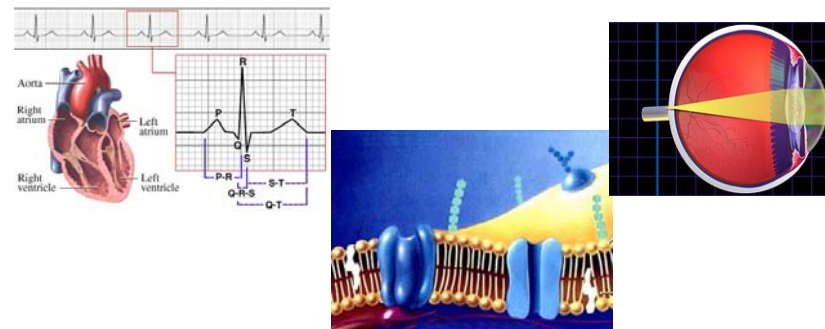 Aorta
Right
atrium
Left
atrium
Right
ventricle
Left
ventricle
R
P
T
Q
S
P-R
S-T
Q-R-S
Q-T